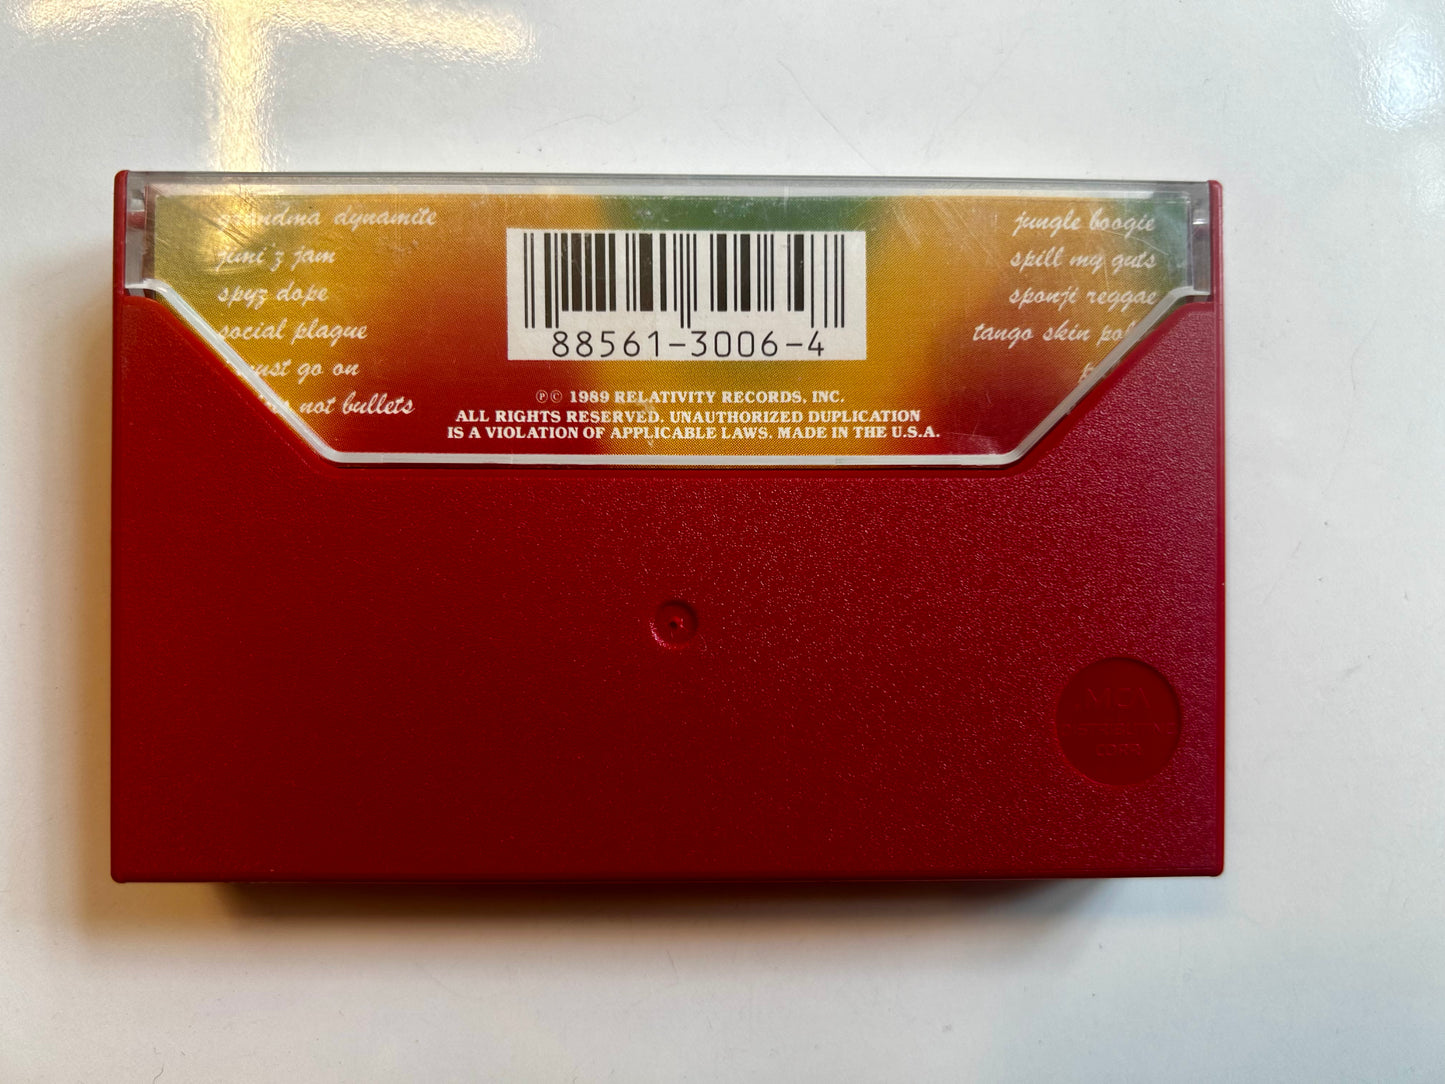 grandma dynamite
jimi'z jam
spyz dope
social plague
must go on
not bullets
jungle boogie
spill my guts
sponji reggae
tango skin
88561-3006-4
℗© 1989 RELATIVITY RECORDS, INC.
ALL RIGHTS RESERVED. UNAUTHORIZED DUPLICATION
IS A VIOLATION OF APPLICABLE LAWS. MADE IN THE U.S.A.
CORP